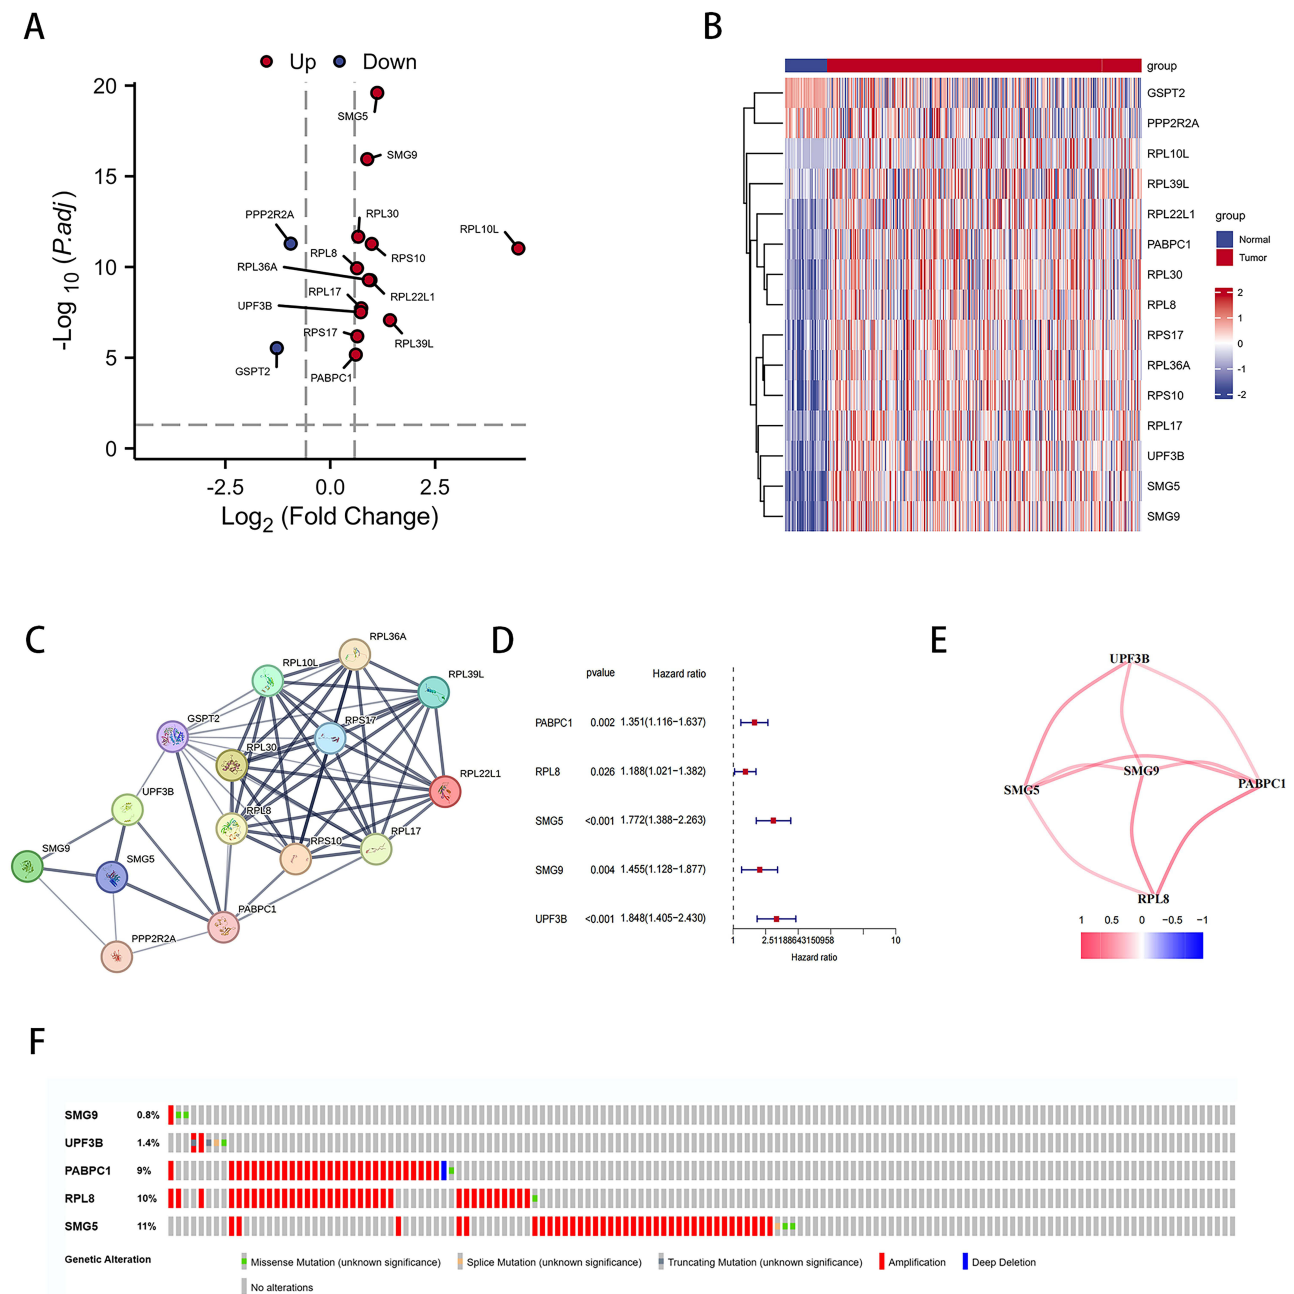 A
Up Down
20
15
10
5
0
-2.5 0.0 2.5
-Log10 (P.adj)
Log2 (Fold Change)
SMG5
SMG9
PPP2R2A
RPL30
RPL10L
RPL8
RPS10
RPL36A
RPL22L1
RPL17
UPF3B
RPS17
RPL39L
GSPT2
PABPC1
B
group
GSPT2
PPP2R2A
RPL10L
RPL39L
RPL22L1
PABPC1
RPL30
RPL8
RPS17
RPL36A
RPS10
RPL17
UPF3B
SMG5
SMG9
group
Normal
Tumor
2
1
0
-1
-2
C
RPL36A
RPL10L
RPL39L
GSPT2
RPS17
RPL30
RPL22L1
UPF3B
RPL8
RPL17
RPS10
SMG9
SMG5
PABPC1
PPP2R2A
D
pvalue Hazard ratio
PABPC1 0.002 1.351(1.116−1.637)
RPL8 0.026 1.188(1.021−1.382)
SMG5 <0.001 1.772(1.388−2.263)
SMG9 0.004 1.455(1.128−1.877)
UPF3B <0.001 1.848(1.405−2.430)
1 2.51188643150958 10
Hazard ratio
E
UPF3B
SMG9
SMG5
PABPC1
RPL8
1 0.5 0 −0.5 −1
F
SMG9 0.8%
UPF3B 1.4%
PABPC1 9%
RPL8 10%
SMG5 11%
Genetic Alteration
Missense Mutation (unknown significance) Splice Mutation (unknown significance) Truncating Mutation (unknown significance) Amplification Deep Deletion
No alterations